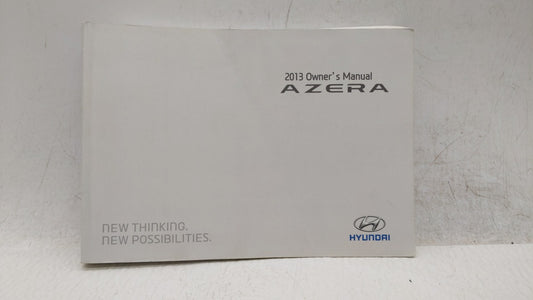 2013 Owner's Manual
AZERA
NEW THINKING.
NEW POSSIBILITIES.
HYUNDAI